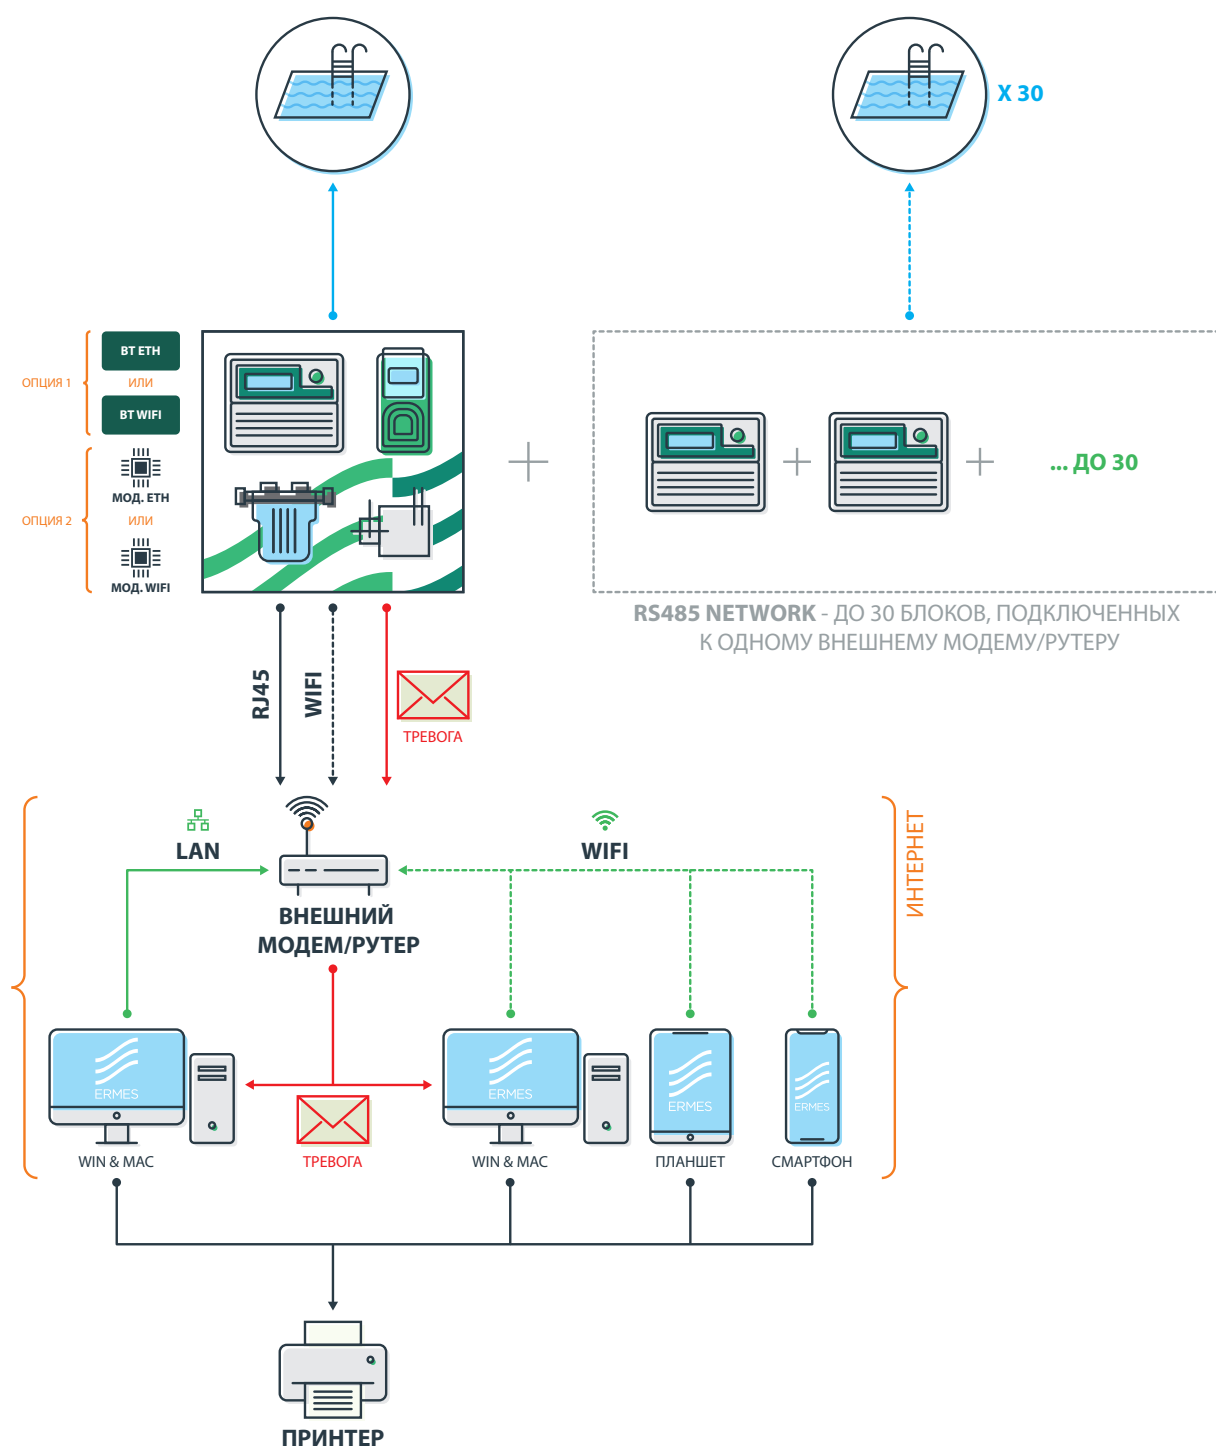 X 30
ОПЦИЯ 1
BT ETH
ИЛИ
BT WIFI
ОПЦИЯ 2
МОД. ETH
ИЛИ
МОД. WIFI
... ДО 30
RS485 NETWORK - ДО 30 БЛОКОВ, ПОДКЛЮЧЕННЫХ
К ОДНОМУ ВНЕШНЕМУ МОДЕМУ/РУТЕРУ
RJ45
WIFI
ТРЕВОГА
LAN
WIFI
ИНТЕРНЕТ
ВНЕШНИЙ
МОДЕМ/РУТЕР
ERMES
ERMES
ERMES
ERMES
WIN & MAC
ТРЕВОГА
WIN & MAC
ПЛАНШЕТ
СМАРТФОН
ПРИНТЕР